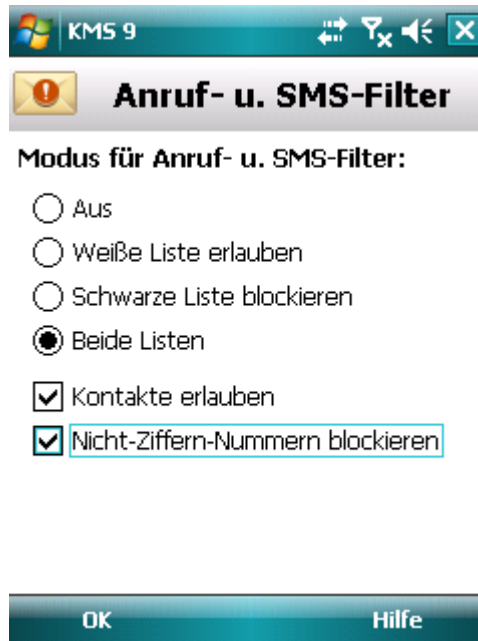 KMS 9
Anruf- u. SMS-Filter
Modus für Anruf- u. SMS-Filter:
Aus
Weiße Liste erlauben
Schwarze Liste blockieren
Beide Listen
Kontakte erlauben
Nicht-Ziffern-Nummern blockieren
OK Hilfe